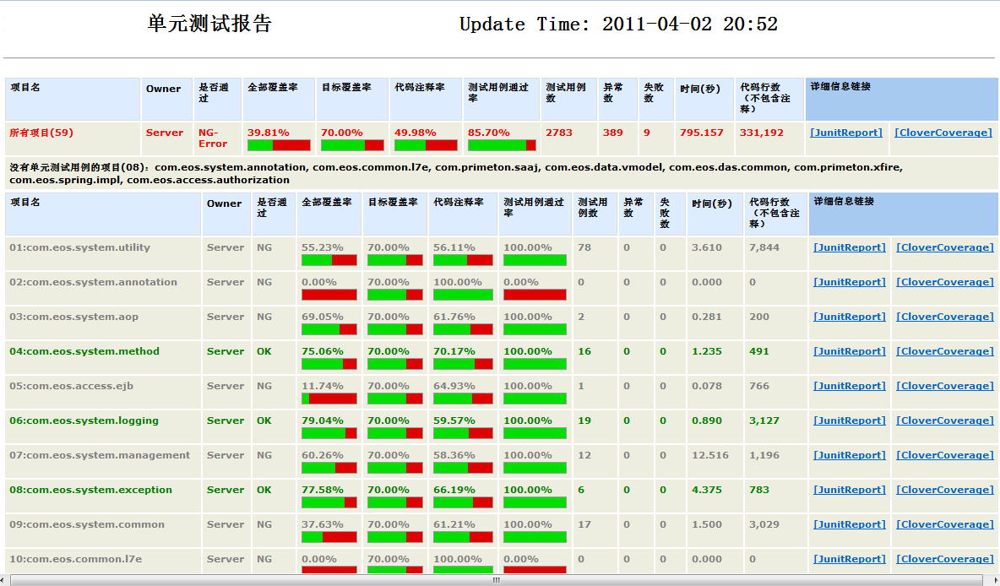 单元测试报告 Update Time: 2011-04-02 20:52
项目名 Owner 是否通过 全部覆盖率 目标覆盖率 代码注释率 测试用例通过率 测试用例数 异常数 失败数 时间(秒) 代码行数（不包含注释） 详细信息链接
所有项目(59) Server NG-Error 39.81% 70.00% 49.98% 85.70% 2783 389 9 795.157 331,192 [JunitReport] [CloverCoverage]
没有单元测试用例的项目(08)：com.eos.system.annotation, com.eos.common.l7e, com.primeton.saaj, com.eos.data.vmodel, com.eos.das.common, com.primeton.xfire,
com.eos.spring.impl, com.eos.access.authorization
项目名 Owner 是否通过 全部覆盖率 目标覆盖率 代码注释率 测试用例通过率 测试用例数 异常数 失败数 时间(秒) 代码行数（不包含注释） 详细信息链接
01:com.eos.system.utility Server NG 55.23% 70.00% 56.11% 100.00% 78 0 0 3.610 7,844 [JunitReport] [CloverCoverage]
02:com.eos.system.annotation Server NG 0.00% 70.00% 100.00% 0.00% 0 0 0 0.000 0 [JunitReport] [CloverCoverage]
03:com.eos.system.aop Server NG 69.05% 70.00% 61.76% 100.00% 2 0 0 0.281 200 [JunitReport] [CloverCoverage]
04:com.eos.system.method Server OK 75.06% 70.00% 70.17% 100.00% 16 0 0 1.235 491 [JunitReport] [CloverCoverage]
05:com.eos.access.ejb Server NG 11.74% 70.00% 64.93% 100.00% 1 0 0 0.078 766 [JunitReport] [CloverCoverage]
06:com.eos.system.logging Server OK 79.04% 70.00% 59.57% 100.00% 19 0 0 0.890 3,127 [JunitReport] [CloverCoverage]
07:com.eos.system.management Server NG 60.26% 70.00% 58.36% 100.00% 12 0 0 12.516 1,196 [JunitReport] [CloverCoverage]
08:com.eos.system.exception Server OK 77.58% 70.00% 66.19% 100.00% 6 0 0 4.375 783 [JunitReport] [CloverCoverage]
09:com.eos.system.common Server NG 37.63% 70.00% 61.21% 100.00% 17 0 0 1.500 3,029 [JunitReport] [CloverCoverage]
10:com.eos.common.l7e Server NG 0.00% 70.00% 100.00% 0.00% 0 0 0 0.000 0 [JunitReport] [CloverCoverage]